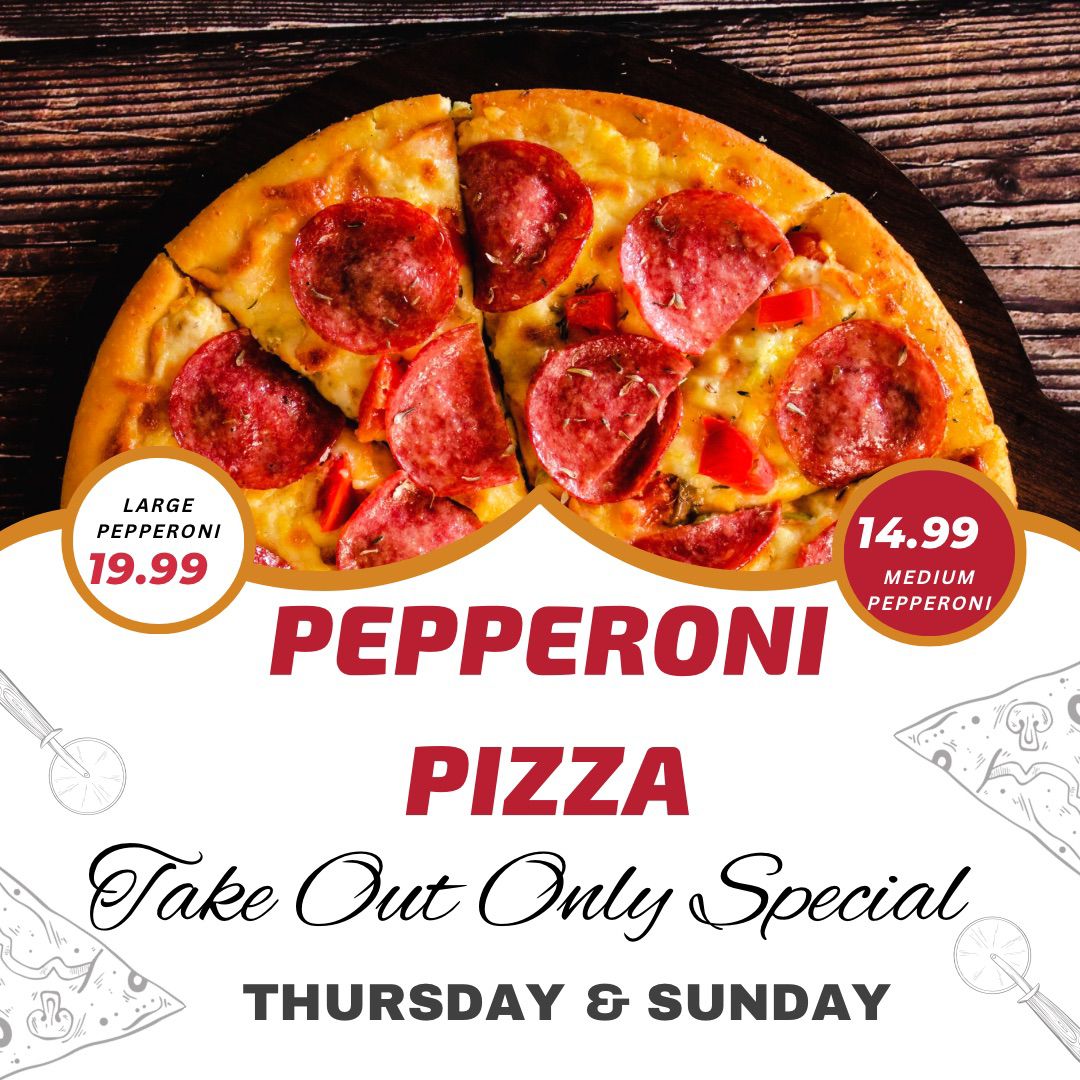 LARGE
PEPPERONI
19.99
14.99
MEDIUM
PEPPERONI
PEPPERONI
PIZZA
Take Out Only Special
THURSDAY & SUNDAY